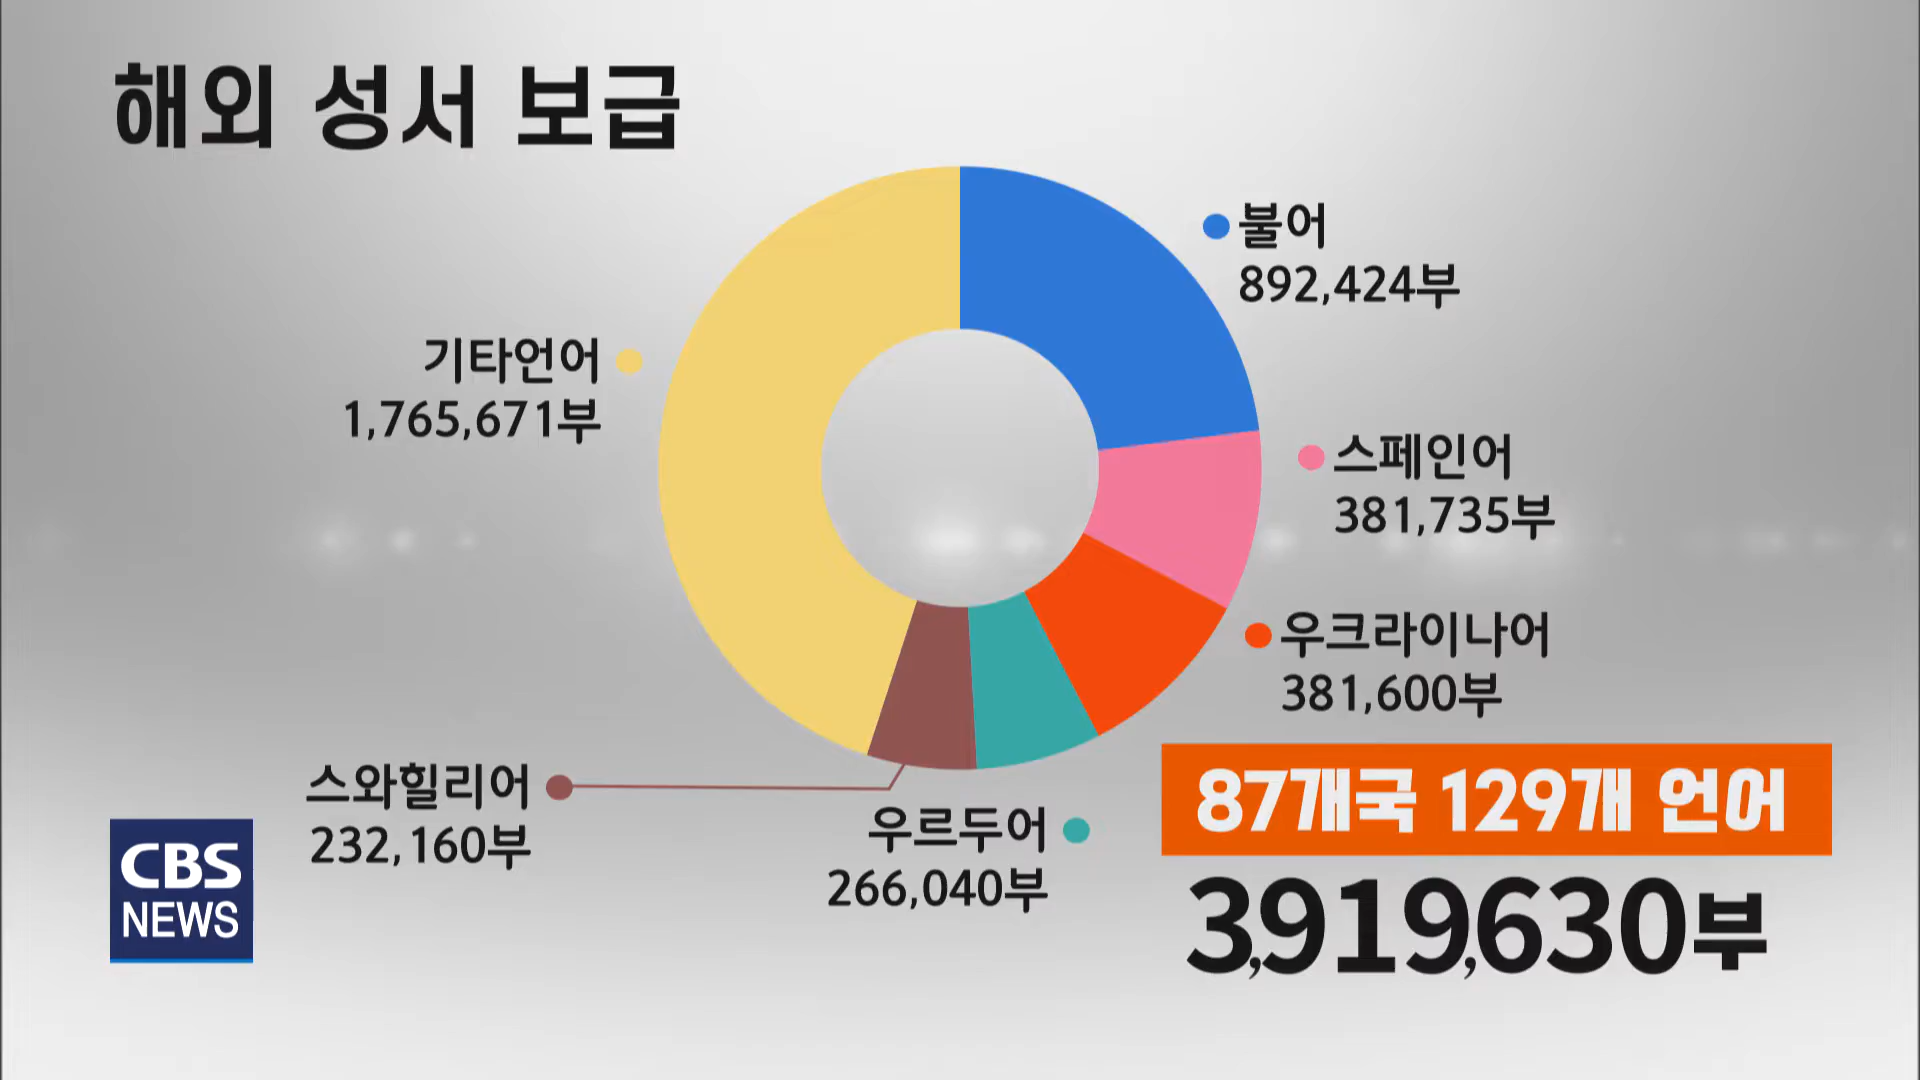 해외 성서 보급
불어
892,424부
스페인어
381,735부
우크라이나어
381,600부
우르두어
266,040부
스와힐리어
232,160부
기타언어
1,765,671부
87개국 129개 언어
3,919,630부
CBS
NEWS